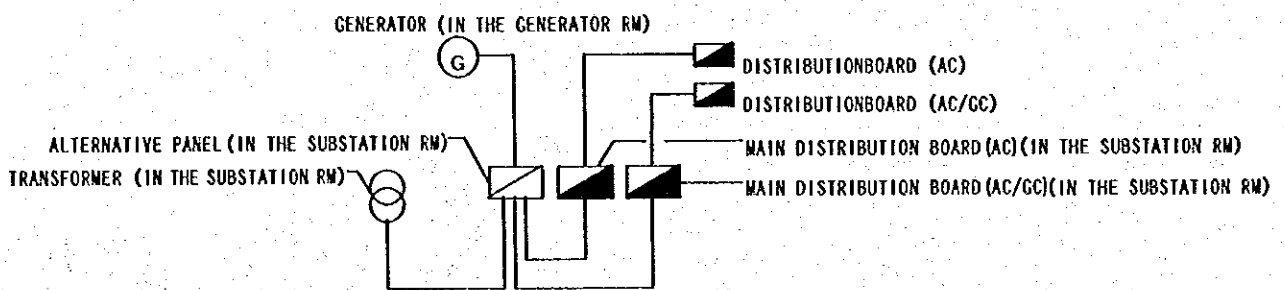 GENERATOR (IN THE GENERATOR RM)
G
DISTRIBUTIONBOARD (AC)
DISTRIBUTIONBOARD (AC/GC)
ALTERNATIVE PANEL (IN THE SUBSTATION RM)
MAIN DISTRIBUTION BOARD (AC) (IN THE SUBSTATION RM)
TRANSFORMER (IN THE SUBSTATION RM)
MAIN DISTRIBUTION BOARD (AC/GC) (IN THE SUBSTATION RM)